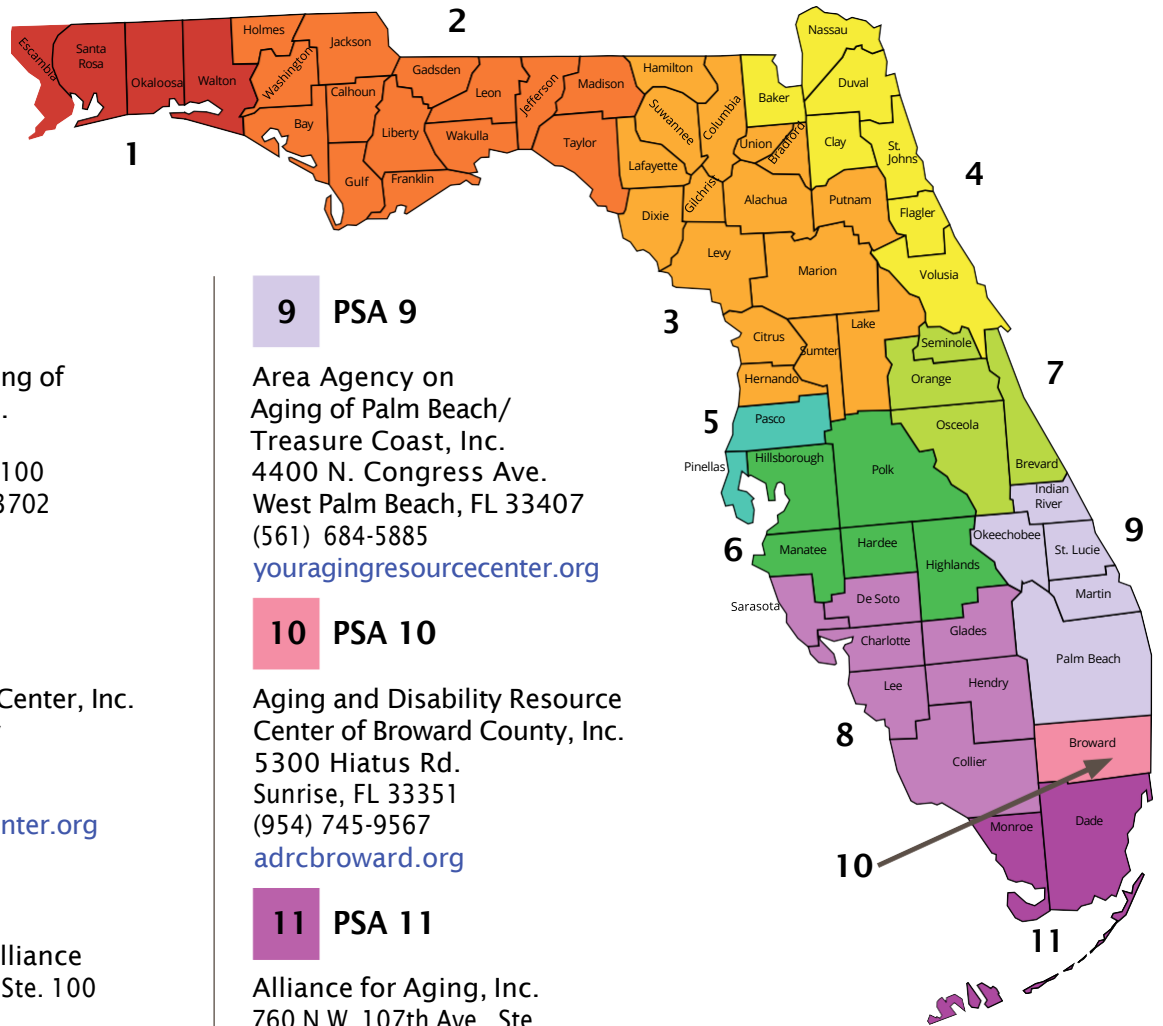 2
Escambia
Santa
Rosa
Okaloosa
Walton
Holmes
Washington
Jackson
Bay
Calhoun
Gulf
Liberty
Gadsden
Franklin
Leon
Wakulla
Jefferson
Madison
Taylor
1
Hamilton
Suwannee
Columbia
Lafayette
Dixie
Gilchrist
Union
Bradford
Alachua
Putnam
Levy
Marion
Citrus
Sumter
Lake
Hernando
3
Nassau
Duval
Baker
Clay
St.
Johns
Flagler
Volusia
4
Pasco
Pinellas
5
Hillsborough
Polk
Manatee
Hardee
Highlands
6
Seminole
Orange
Osceola
Brevard
7
Sarasota
De Soto
Charlotte
Glades
Lee
Hendry
Collier
8
Indian
River
Okeechobee
St. Lucie
Martin
Palm Beach
9
Broward
10
Monroe
Dade
11
ng of
.
100
3702
Center, Inc.
nter.org
lliance
Ste. 100
9 PSA 9
Area Agency on
Aging of Palm Beach/
Treasure Coast, Inc.
4400 N. Congress Ave.
West Palm Beach, FL 33407
(561) 684-5885
youragingresourcecenter.org
10 PSA 10
Aging and Disability Resource
Center of Broward County, Inc.
5300 Hiatus Rd.
Sunrise, FL 33351
(954) 745-9567
adrcbroward.org
11 PSA 11
Alliance for Aging, Inc.
760 N.W. 107th Ave., Ste.